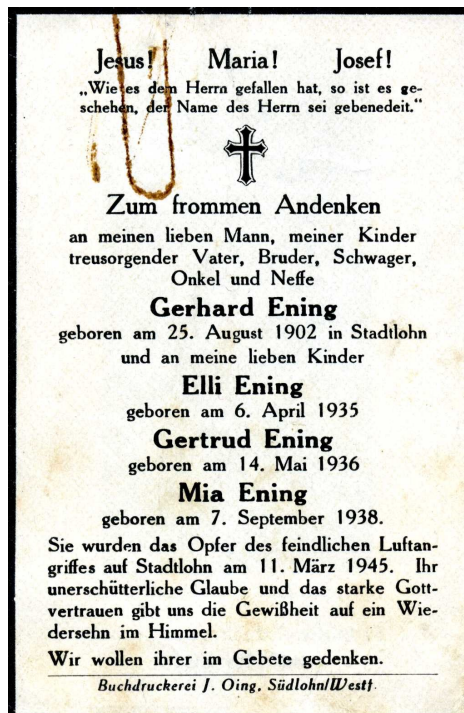 Jesus! Maria! Josef!
„Wie es dem Herrn gefallen hat, so ist es ge-
schehen, der Name des Herrn sei gebenedeit.“
Zum frommen Andenken
an meinen lieben Mann, meiner Kinder
treusorgender Vater, Bruder, Schwager,
Onkel und Neffe
Gerhard Ening
geboren am 25. August 1902 in Stadtlohn
und an meine lieben Kinder
Elli Ening
geboren am 6. April 1935
Gertrud Ening
geboren am 14. Mai 1936
Mia Ening
geboren am 7. September 1938.
Sie wurden das Opfer des feindlichen Luftan-
griffes auf Stadtlohn am 11. März 1945. Ihr
unerschütterliche Glaube und das starke Gott-
vertrauen gibt uns die Gewißheit auf ein Wie-
dersehn im Himmel.
Wir wollen ihrer im Gebete gedenken.
Buchdruckerei J. Oing, Südlohn/Westf.